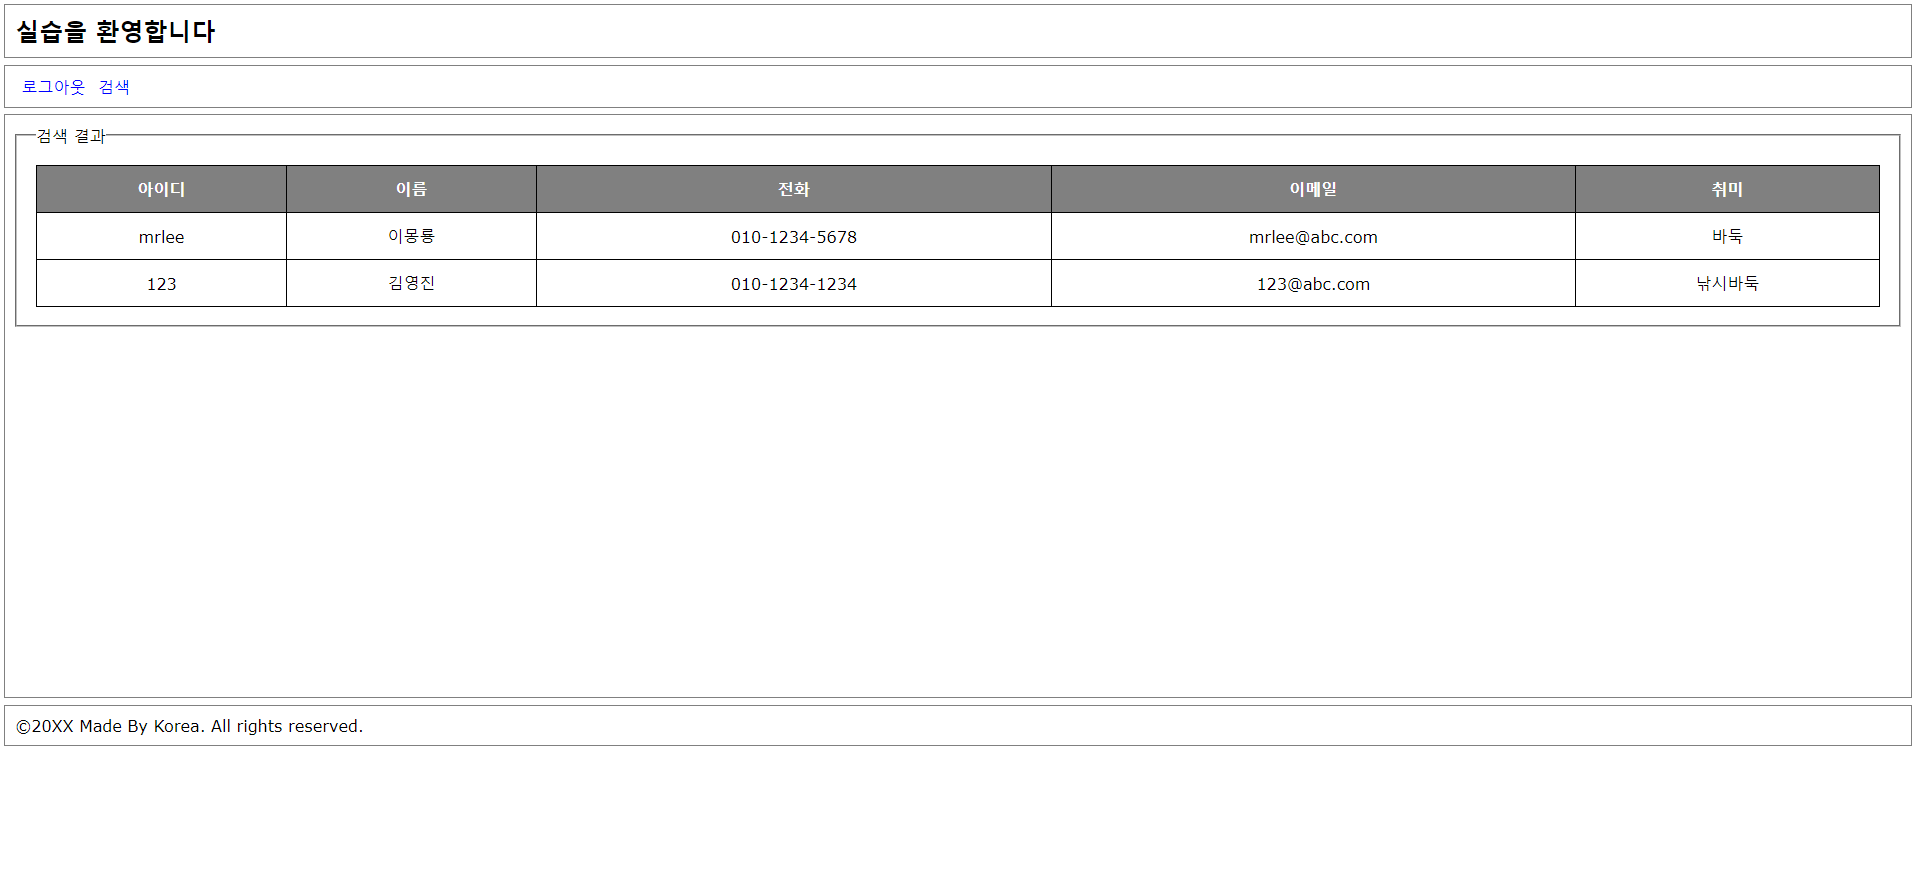 실습을 환영합니다
로그아웃 검색
검색 결과
아이디 이름 전화 이메일 취미
mrlee 이몽룡 010-1234-5678 mrlee@abc.com 바둑
123 김영진 010-1234-1234 123@abc.com 낚시바둑
©20XX Made By Korea. All rights reserved.